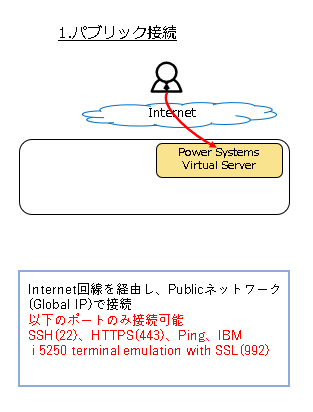 1.パブリック接続
Internet
Power Systems
Virtual Server
Internet回線を経由し、Publicネットワーク
(Global IP)で接続
以下のポートのみ接続可能
SSH(22)、HTTPS(443)、Ping、IBM
i 5250 terminal emulation with SSL(992)